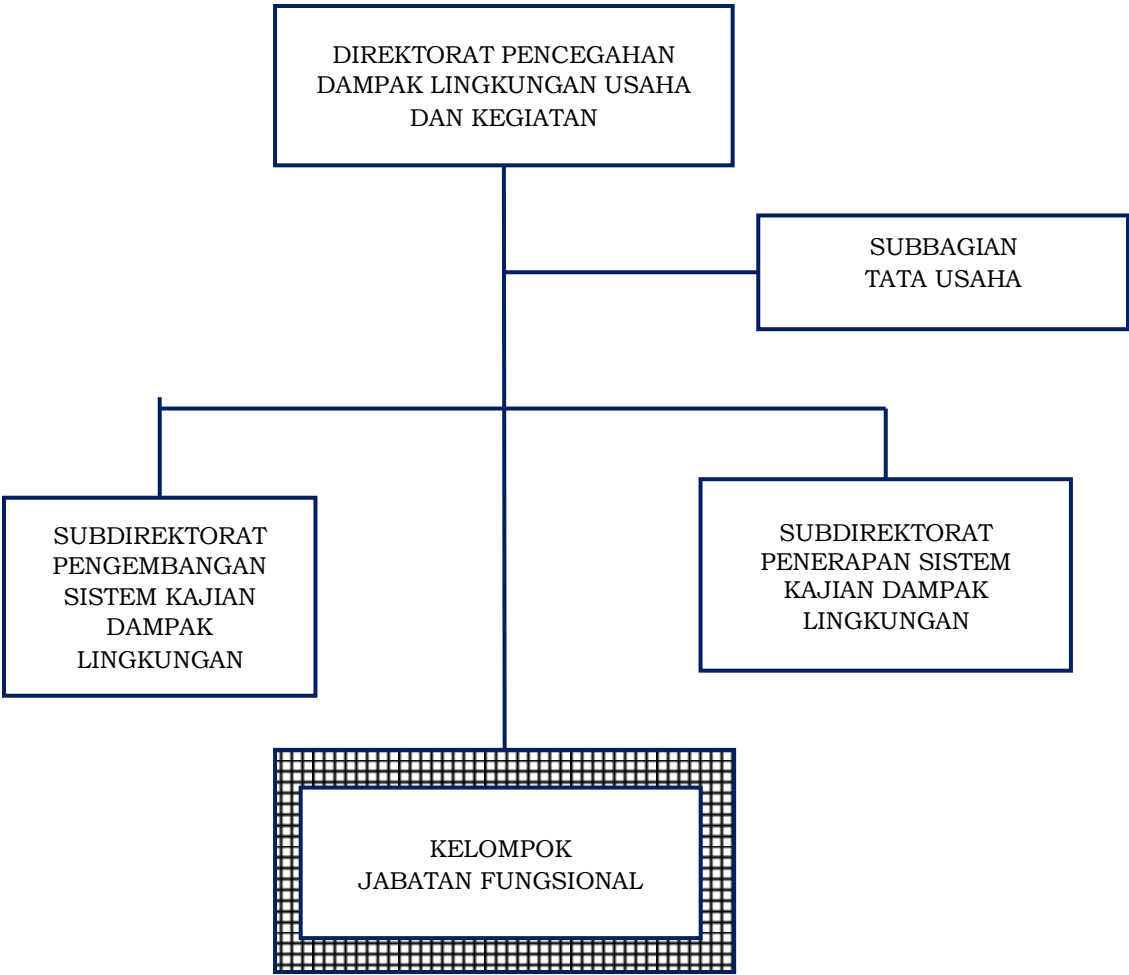 DIREKTORAT PENCEGAHAN
DAMPAK LINGKUNGAN USAHA
DAN KEGIATAN
SUBBAGIAN
TATA USAHA
SUBDIREKTORAT
PENGEMBANGAN
SISTEM KAJIAN
DAMPAK
LINGKUNGAN
SUBDIREKTORAT
PENERAPAN SISTEM
KAJIAN DAMPAK
LINGKUNGAN
KELOMPOK
JABATAN FUNGSIONAL